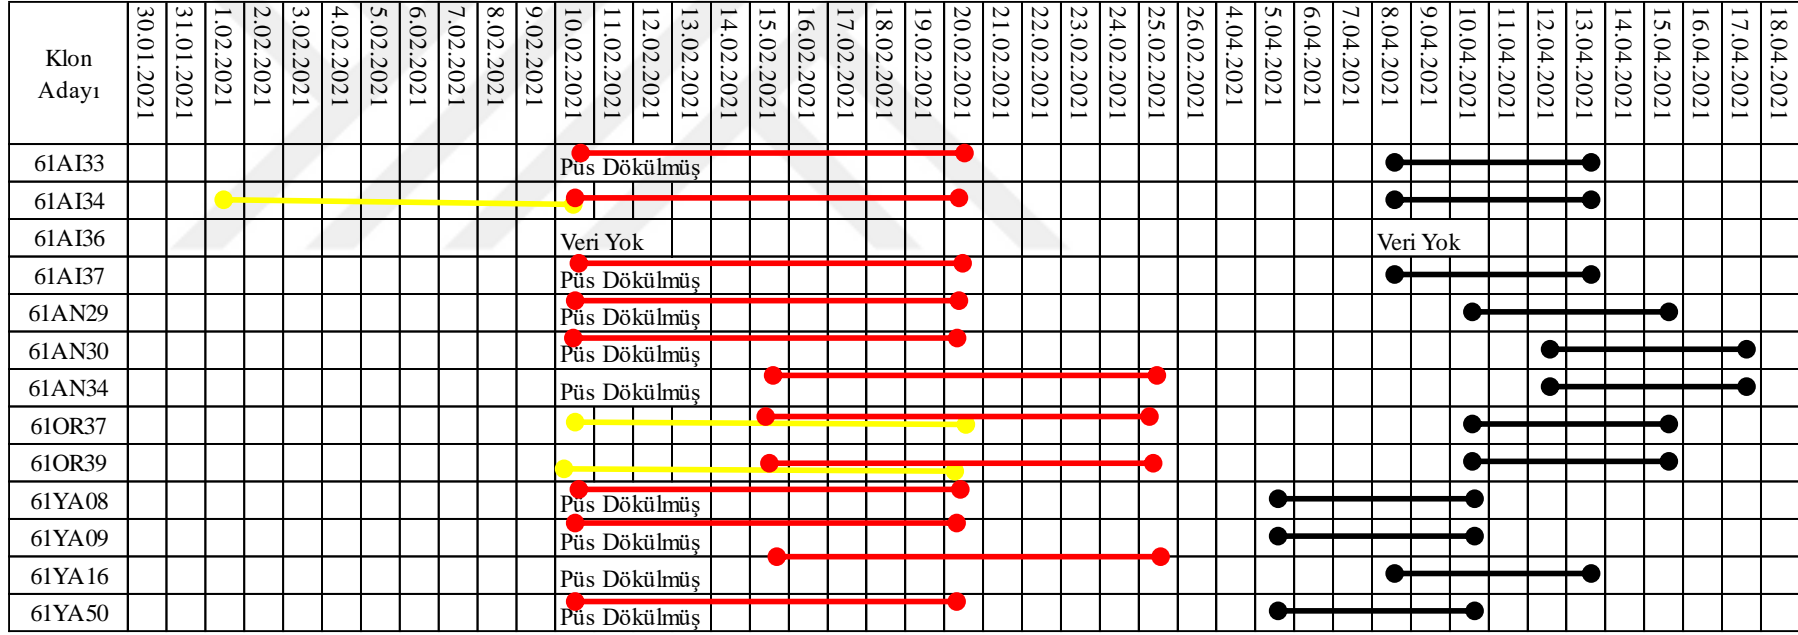 Klon
Adayı
30.01.2021
31.01.2021
1.02.2021
2.02.2021
3.02.2021
4.02.2021
5.02.2021
6.02.2021
7.02.2021
8.02.2021
9.02.2021
10.02.2021
11.02.2021
12.02.2021
13.02.2021
14.02.2021
15.02.2021
16.02.2021
17.02.2021
18.02.2021
19.02.2021
20.02.2021
21.02.2021
22.02.2021
23.02.2021
24.02.2021
25.02.2021
26.02.2021
4.04.2021
5.04.2021
6.04.2021
7.04.2021
8.04.2021
9.04.2021
10.04.2021
11.04.2021
12.04.2021
13.04.2021
14.04.2021
15.04.2021
16.04.2021
17.04.2021
18.04.2021
61AI33 Püs Dökülmüş
61AI34
61AI36 Veri Yok Veri Yok
61AI37 Püs Dökülmüş
61AN29 Püs Dökülmüş
61AN30 Püs Dökülmüş
61AN34 Püs Dökülmüş
61OR37
61OR39
61YA08 Püs Dökülmüş
61YA09 Püs Dökülmüş
61YA16 Püs Dökülmüş
61YA50 Püs Dökülmüş